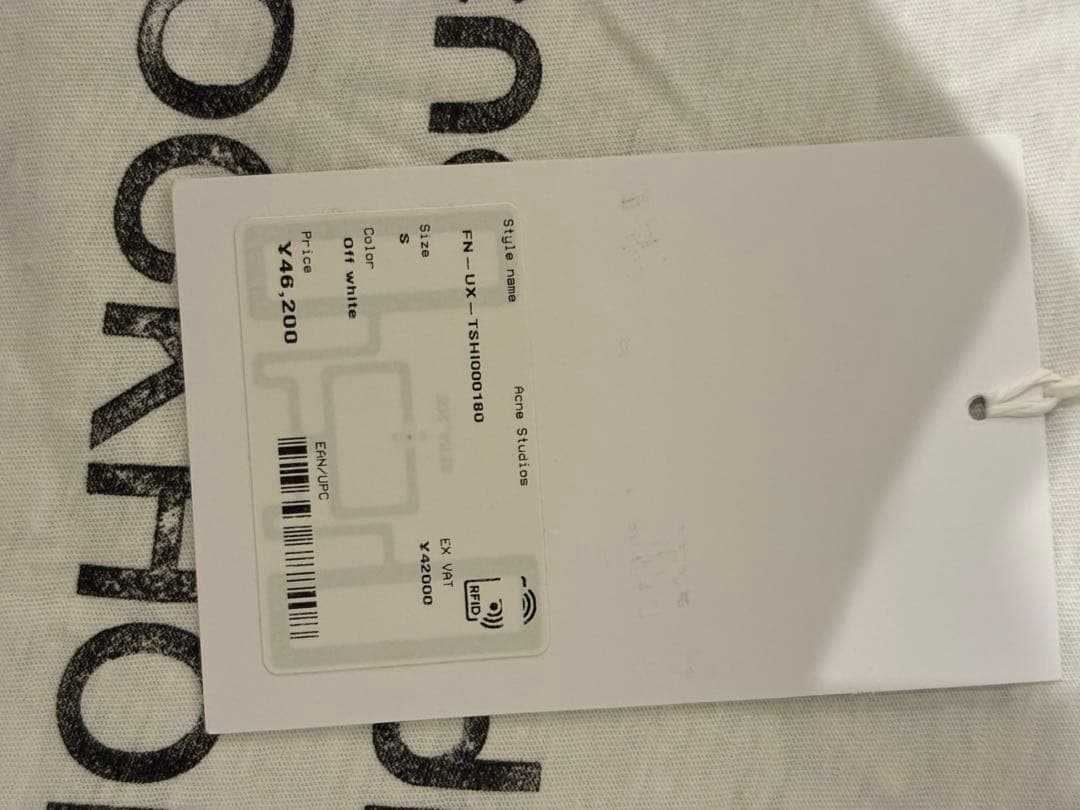 Style name
Acne Studios
FN-UX-TSHI000180
RFID
Size
EX VAT
S
¥42000
Color
Off white
Price
EAN/UPC
¥46,200